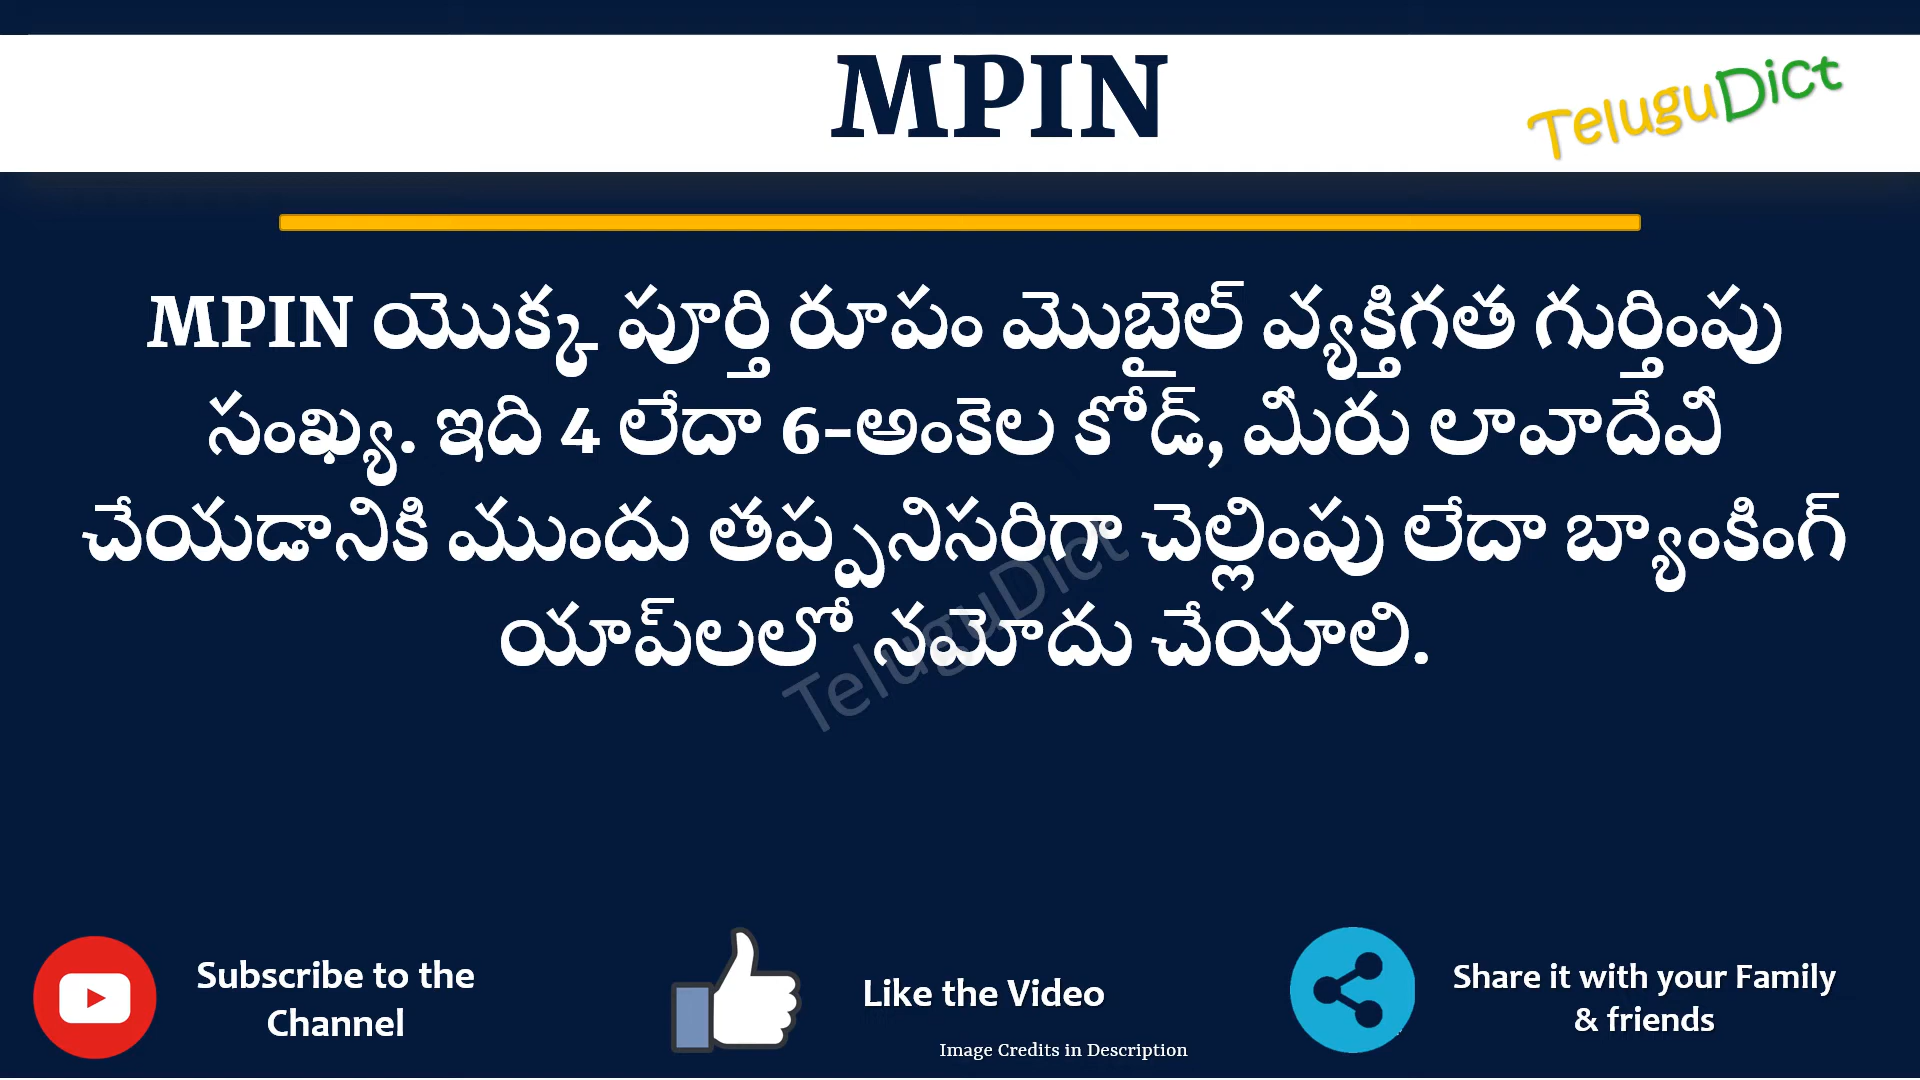 MPIN
TeluguDict
MPIN యొక్క పూర్తి రూపం మొబైల్ వ్యక్తిగత గుర్తింపు
సంఖ్య. ఇది 4 లేదా 6-అంకెల కోడ్, మీరు లావాదేవీ
చేయడానికి ముందు తప్పనిసరిగా చెల్లింపు లేదా బ్యాంకింగ్
యాప్‌లలో నమోదు చేయాలి.
TeluguDict
Subscribe to the
Channel
Like the Video
Share it with your Family
& friends
Image Credits in Description